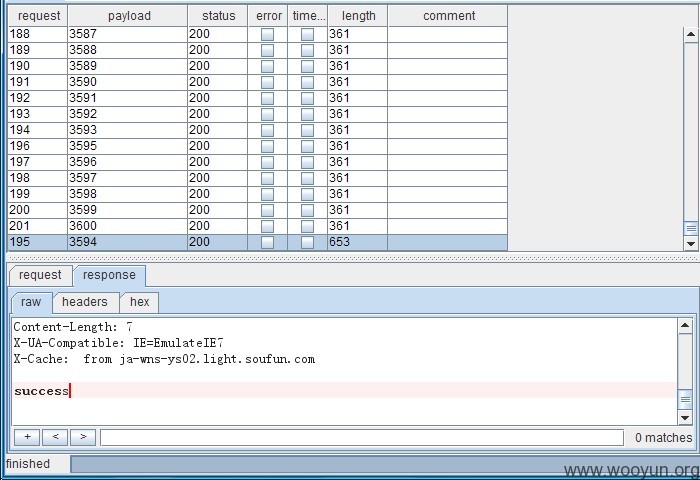 request payload status error time... length comment
188 3587 200 361
189 3588 200 361
190 3589 200 361
191 3590 200 361
192 3591 200 361
193 3592 200 361
194 3593 200 361
196 3595 200 361
197 3596 200 361
198 3597 200 361
199 3598 200 361
200 3599 200 361
201 3600 200 361
195 3594 200 653
request response
raw headers hex
Content-Length: 7
X-UA-Compatible: IE=EmulateIE7
X-Cache: from ja-wns-ys02.light.soufun.com
success
+ < > 0 matches
finished
www.wooyun.org